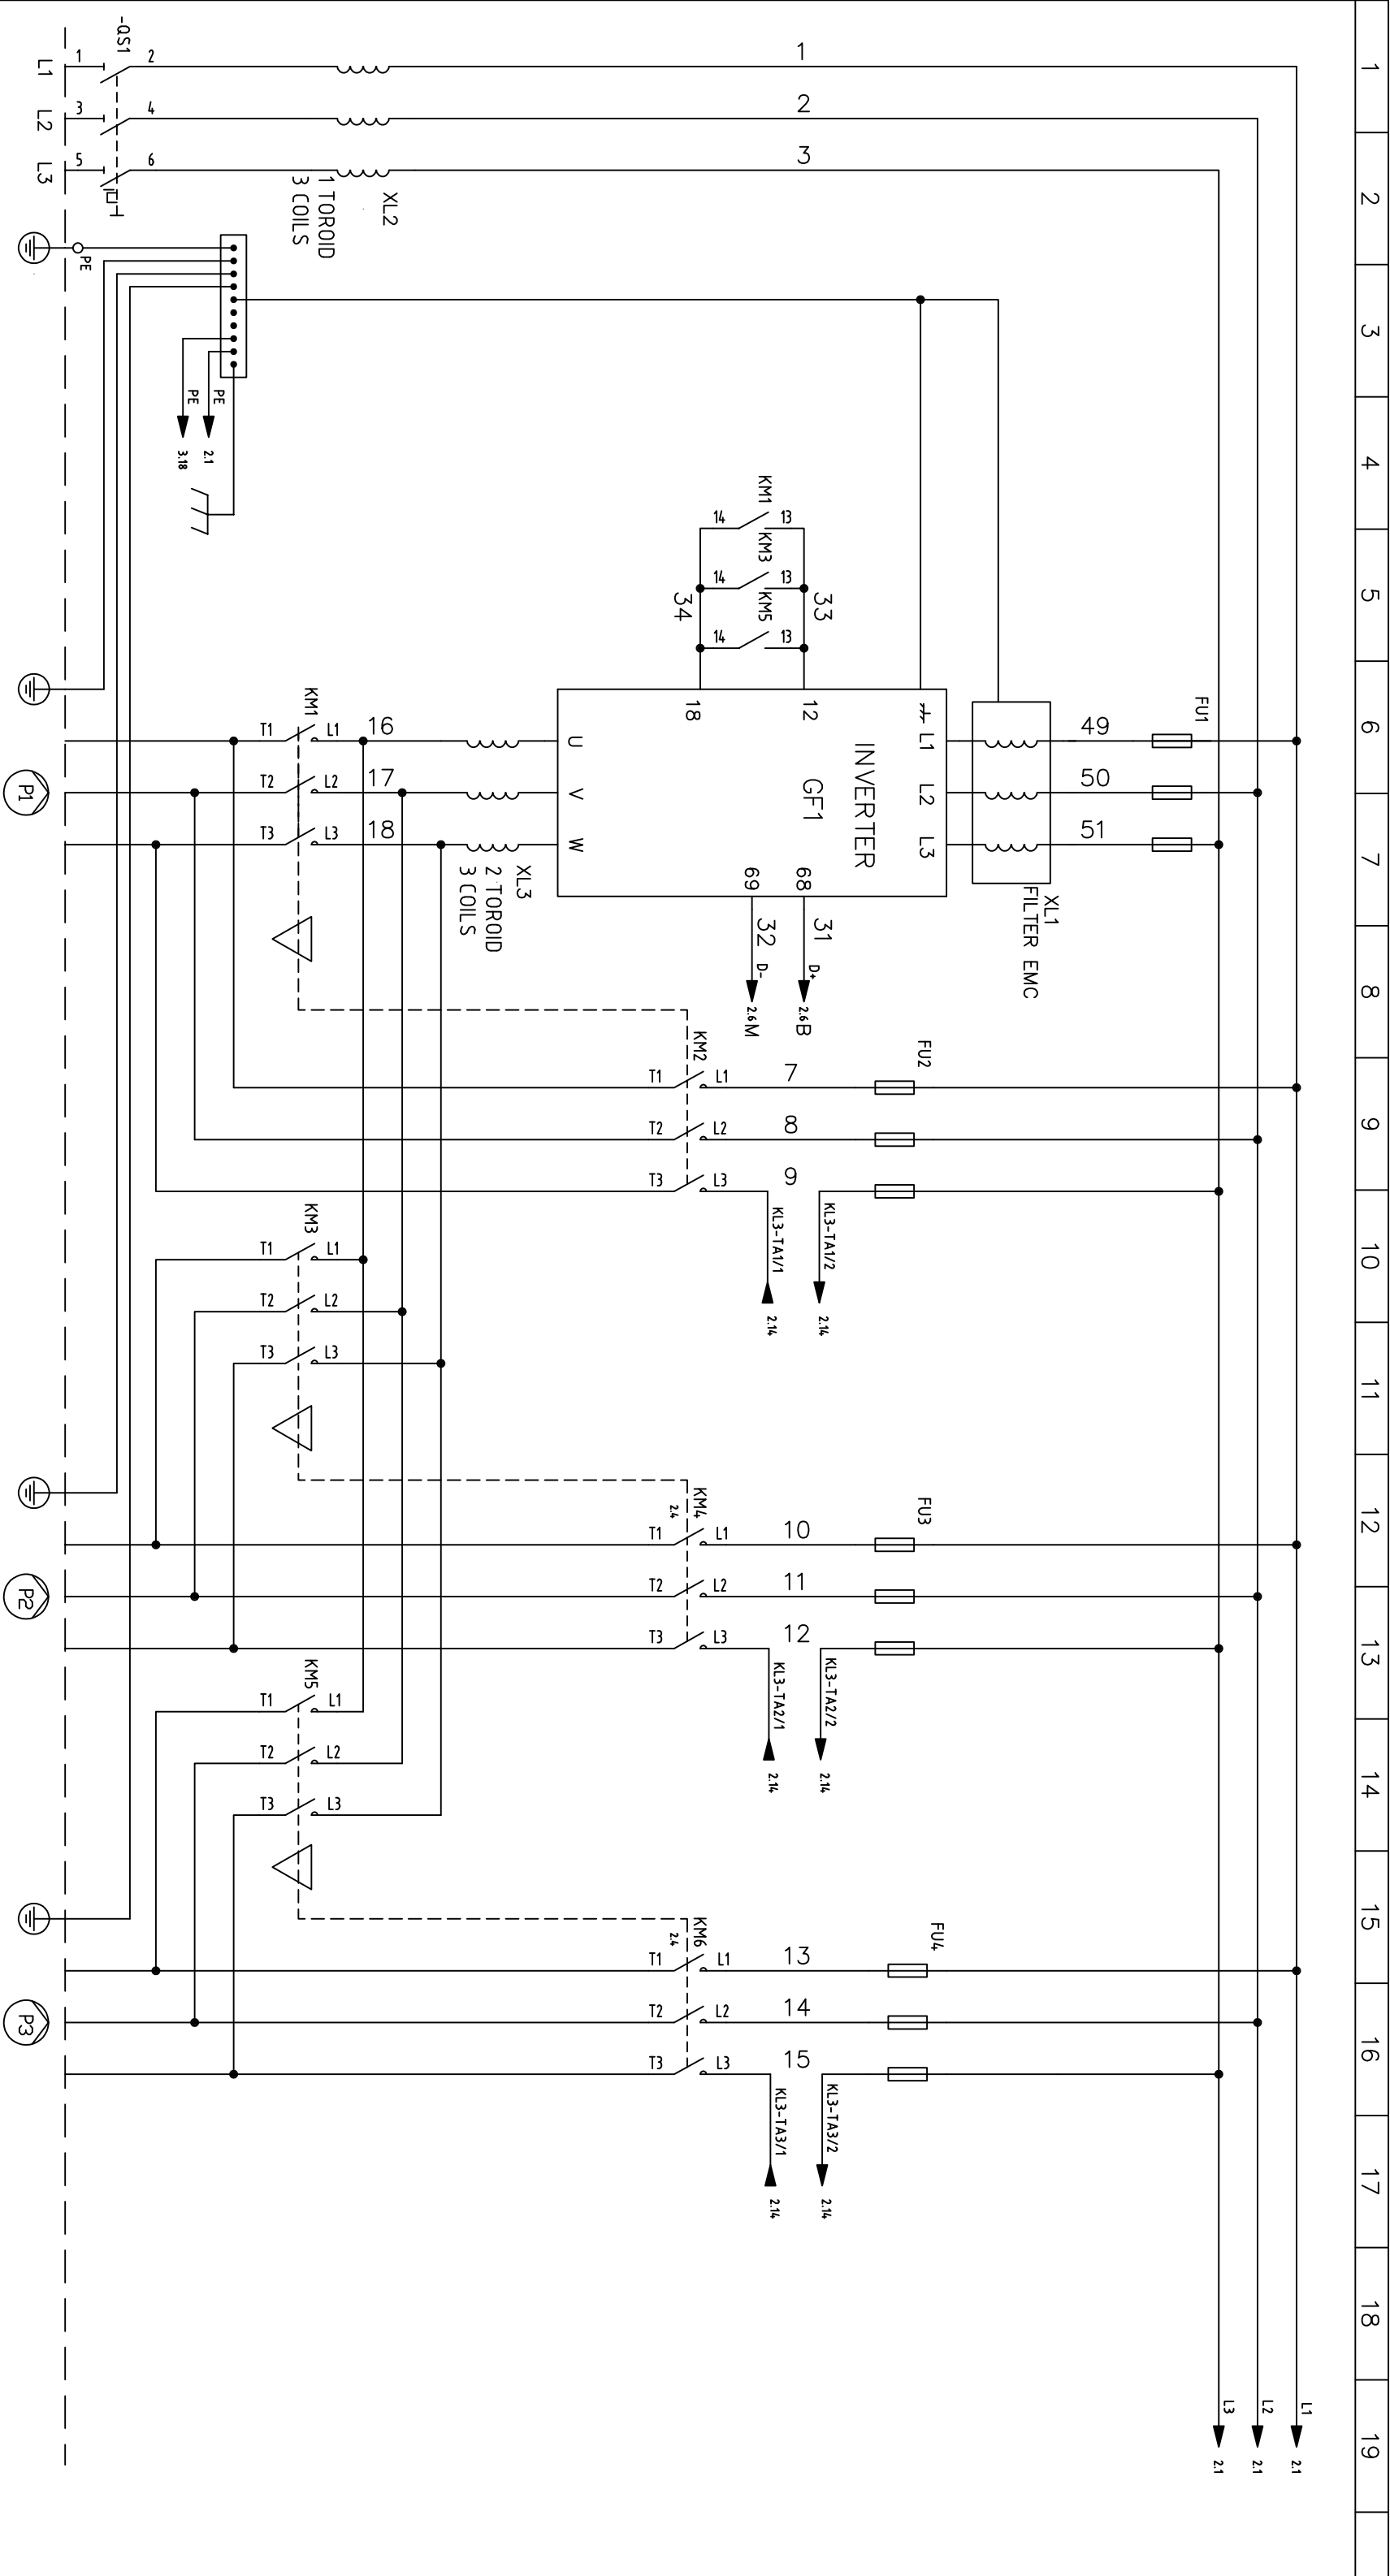 1
2
3
4
5
6
7
8
9
10
11
12
13
14
15
16
17
18
19
-QS1
L1
1
2
1
L2
3
4
2
L3
5
6
3
XL2
1 TOROID
3 COILS
PE
PE
2.1
PE
3.18
KM1
14
13
KM3
14
13
KM5
14
13
34
33
18
12
FU1
49
50
51
XL1
FILTER EMC
L1
L2
L3
INVERTER
GF1
U
V
W
69
68
32
D-
2.6 M
31
D+
2.6 B
XL3
2 TOROID
3 COILS
16
17
18
KM1
T1
L1
T2
L2
T3
L3
P1
FU2
KM2
T1
L1
7
T2
L2
8
T3
L3
9
KL3-TA1/1
2.14
KL3-TA1/2
2.14
KM3
T1
L1
T2
L2
T3
L3
FU3
KM4
2.4
T1
L1
10
T2
L2
11
T3
L3
12
KL3-TA2/1
2.14
KL3-TA2/2
2.14
P2
KM5
T1
L1
T2
L2
T3
L3
FU4
KM6
2.4
T1
L1
13
T2
L2
14
T3
L3
15
KL3-TA3/1
2.14
KL3-TA3/2
2.14
P3
L1
2.1
L2
2.1
L3
2.1